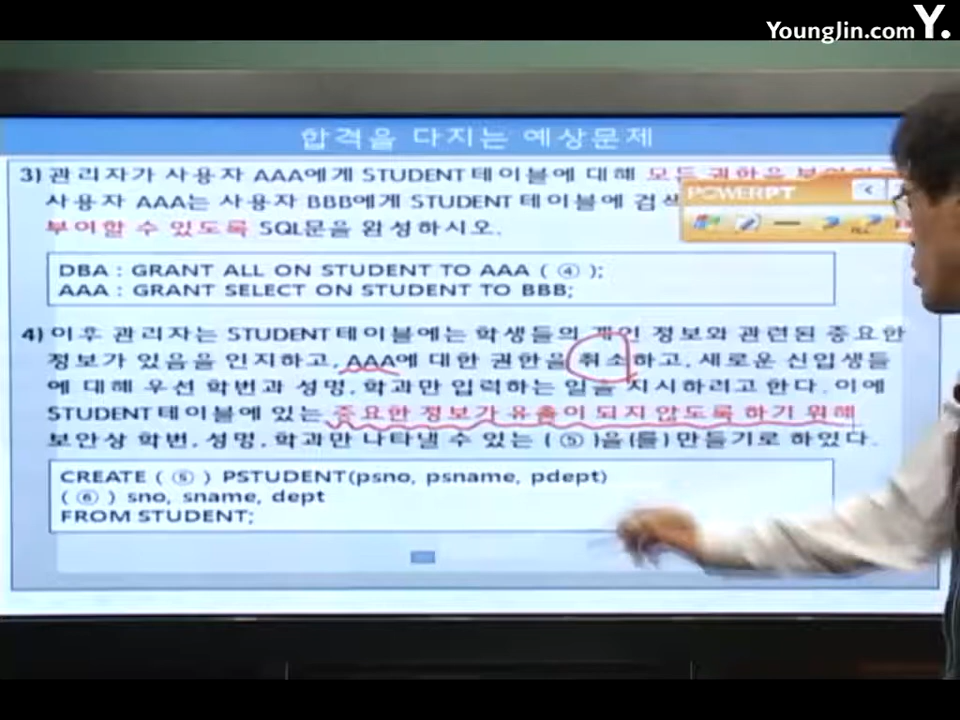 YoungJin.com Y.
합격을 다지는 예상문제
3) 관리자가 사용자 AAA에게 STUDENT 테이블에 대해 모든 권한을
POWERPT
사용자 AAA는 사용자 BBB에게 STUDENT 테이블에 검색
부여할 수 있도록 SQL문을 완성하시오.
DBA : GRANT ALL ON STUDENT TO AAA ( ④ );
AAA : GRANT SELECT ON STUDENT TO BBB;
4) 이후 관리자는 STUDENT 테이블에는 학생들의 개인 정보와 관련된 중요한
정보가 있음을 인지하고, AAA에 대한 권한을 취소하고, 새로운 신입생들
에 대해 우선 학번과 성명, 학과만 입력하는 일을 지시하려고 한다. 이에
STUDENT 테이블에 있는 중요한 정보가 유출이 되지 않도록 하기 위해
보안상 학번, 성명, 학과만 나타낼 수 있는 ( ⑤ )을(를) 만들기로 하였다.
CREATE ( ⑤ ) PSTUDENT(psno, psname, pdept)
( ⑥ ) sno, sname, dept
FROM STUDENT;